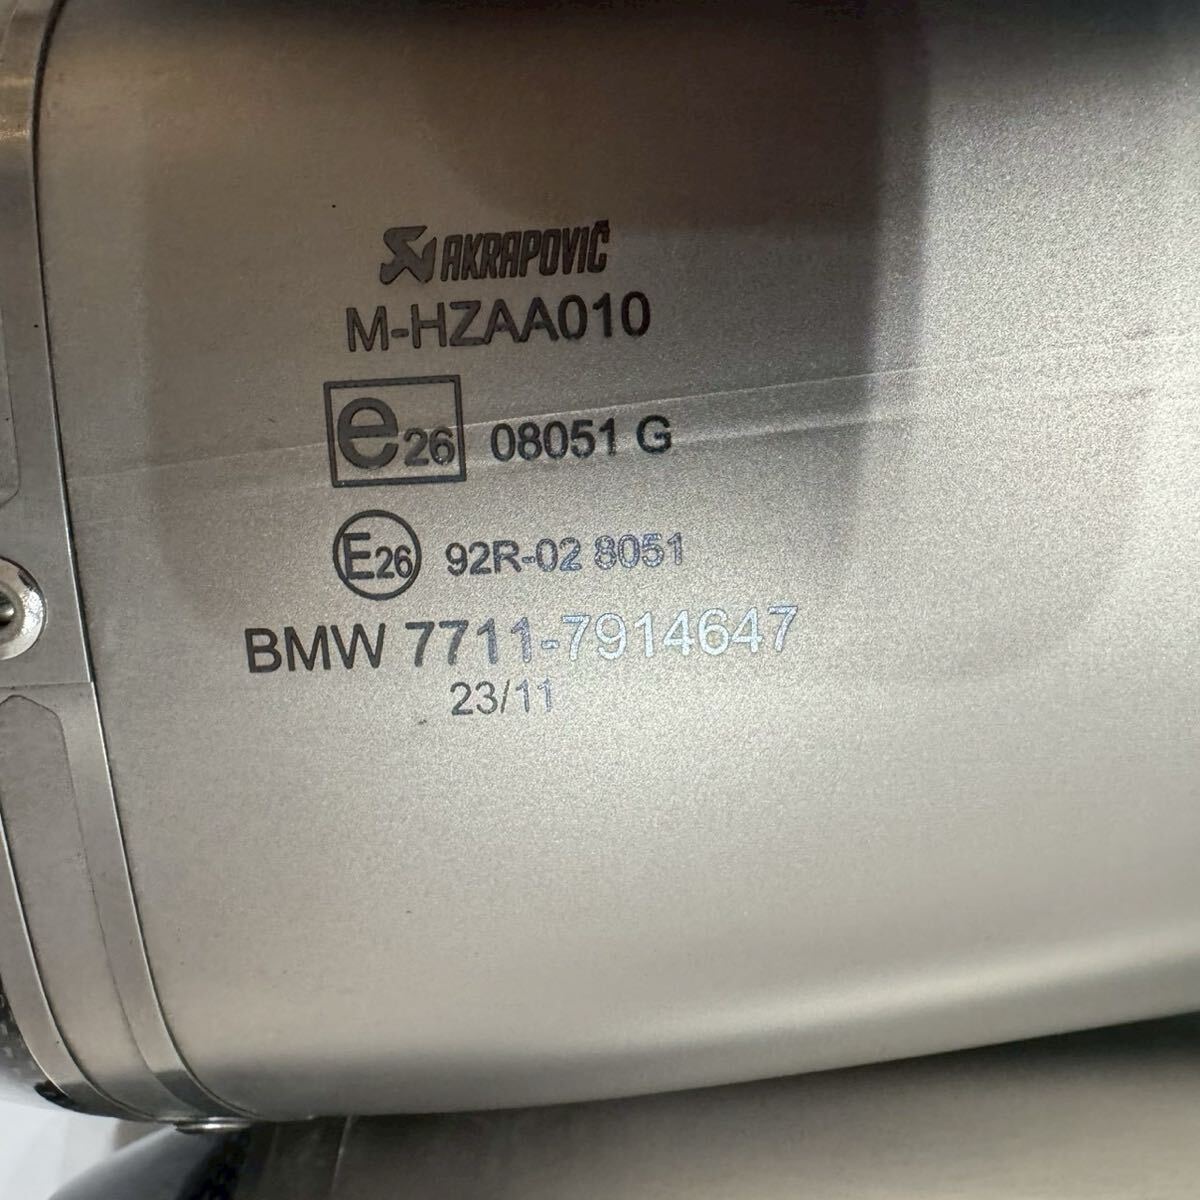 AKRAPOVIČ
M-HZAA010
e26 08051 G
E26 92R-02 8051
BMW 7711-7914647
23/11